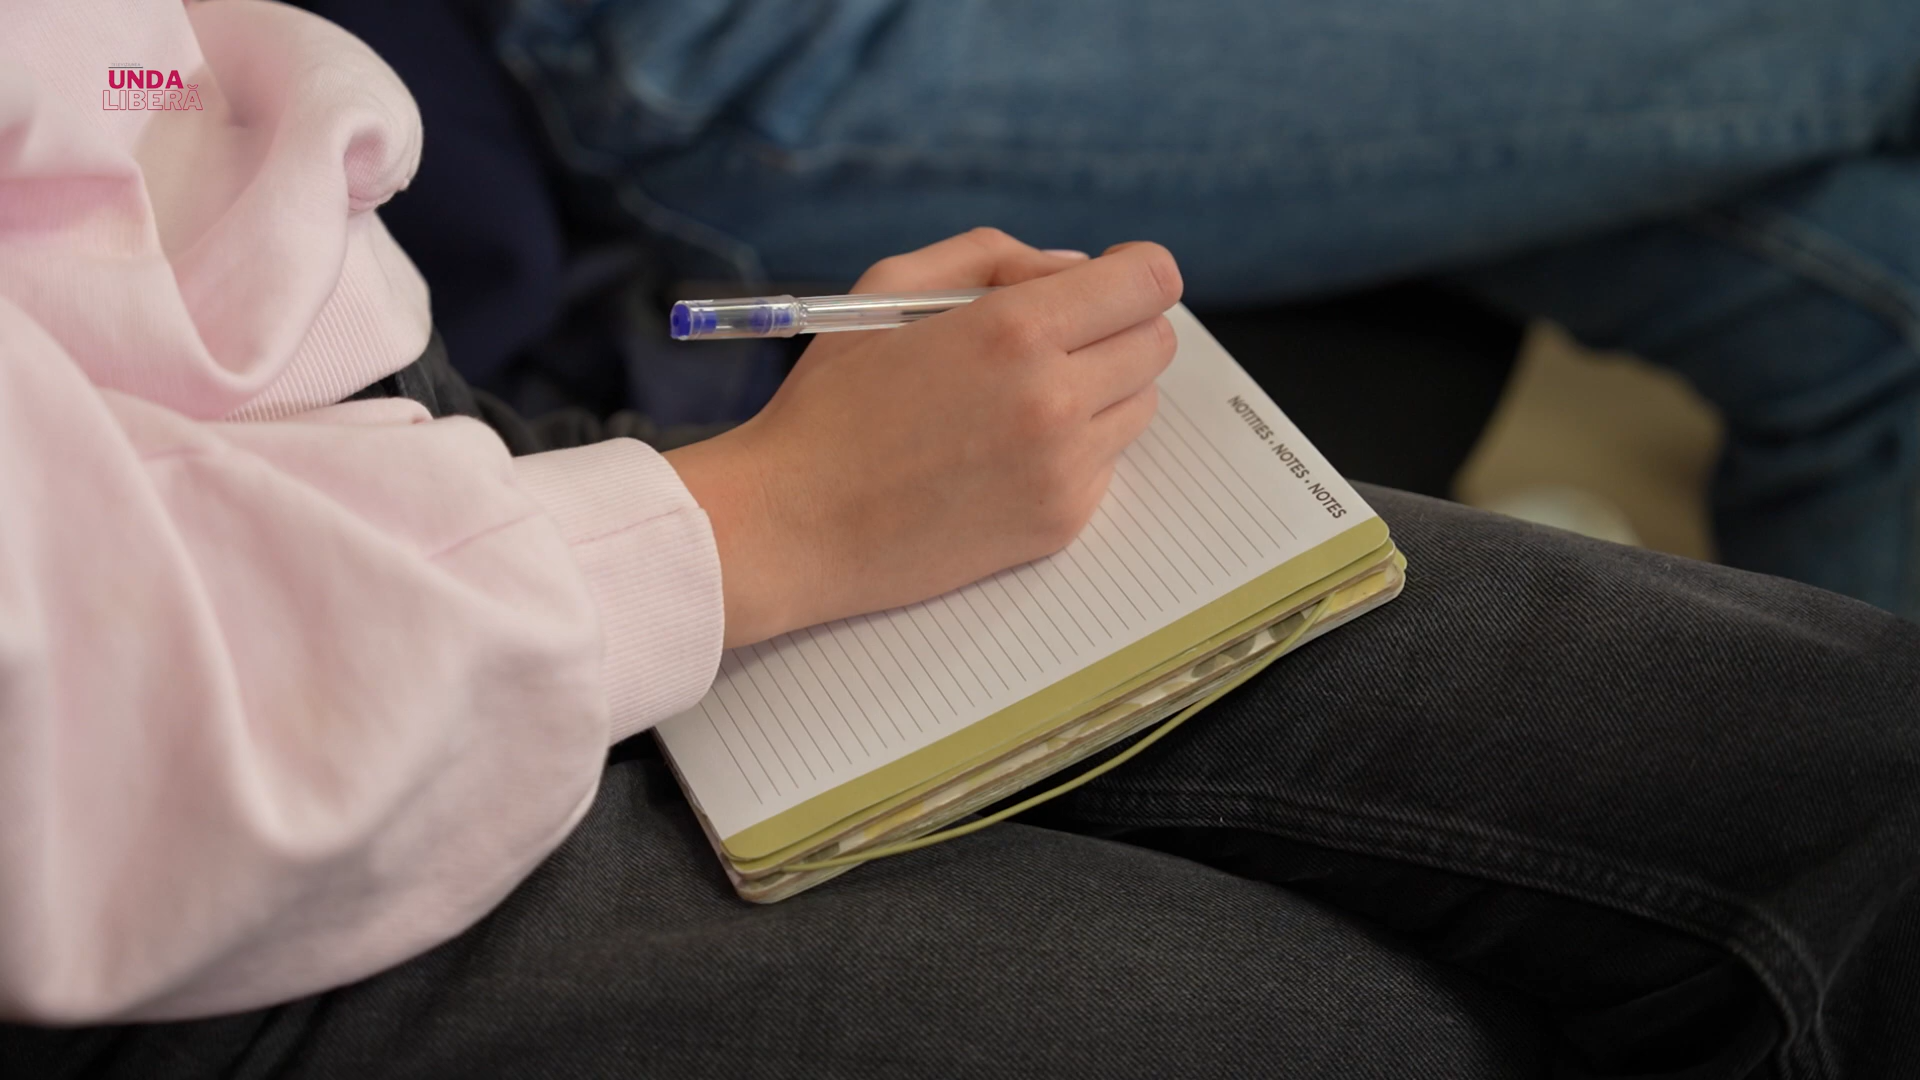 UNDA
LIBERĂ
NOTITIES • NOTES • NOTES